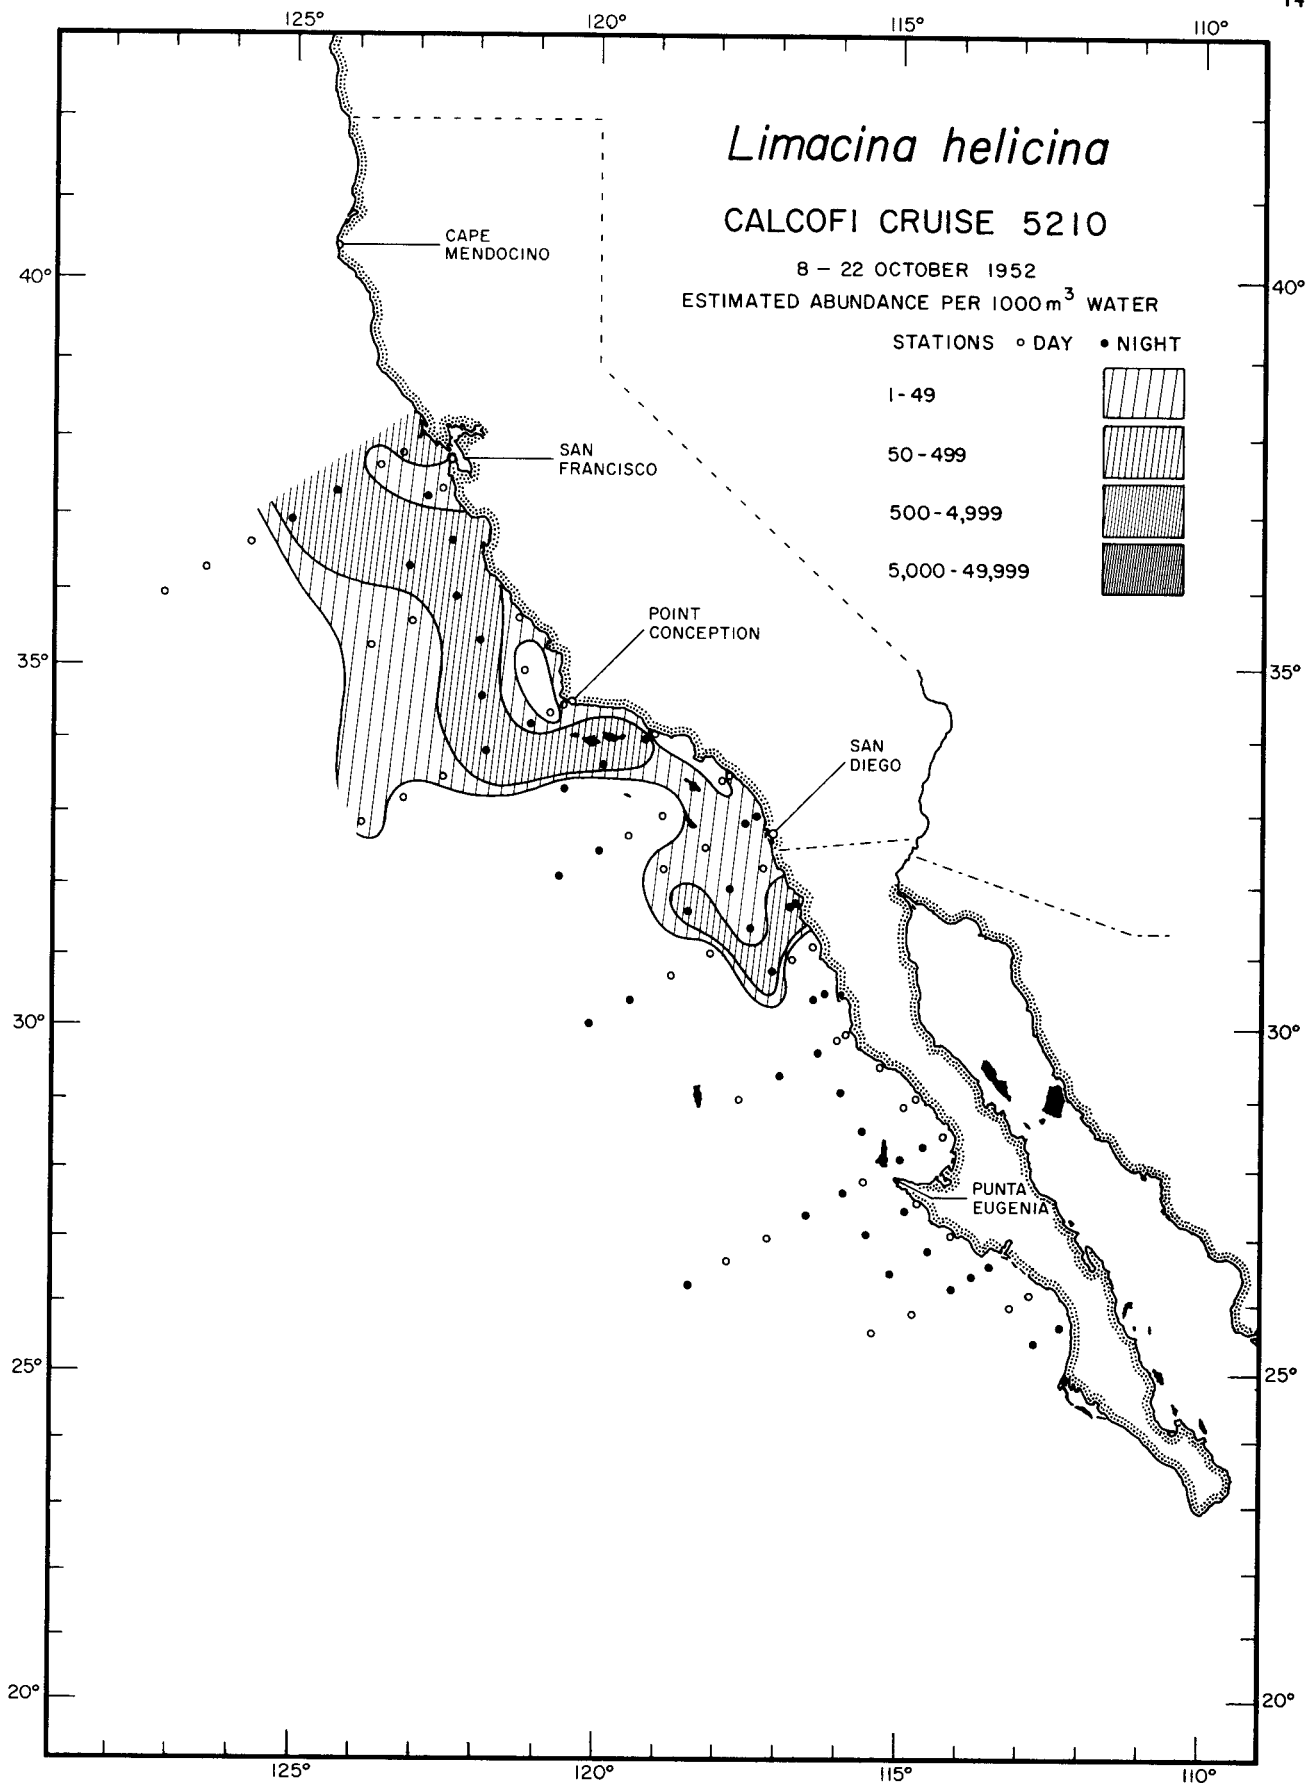 14
125° 120° 115° 110°
Limacina helicina
CALCOFI CRUISE 5210
8 – 22 OCTOBER 1952
ESTIMATED ABUNDANCE PER 1000 m³ WATER
STATIONS ○ DAY ● NIGHT
1 - 49
50 - 499
500 - 4,999
5,000 - 49,999
CAPE
MENDOCINO
40° 40°
SAN
FRANCISCO
POINT
CONCEPTION
35° 35°
SAN
DIEGO
30° 30°
PUNTA
EUGENIA
25° 25°
20° 20°
125° 120° 115° 110°